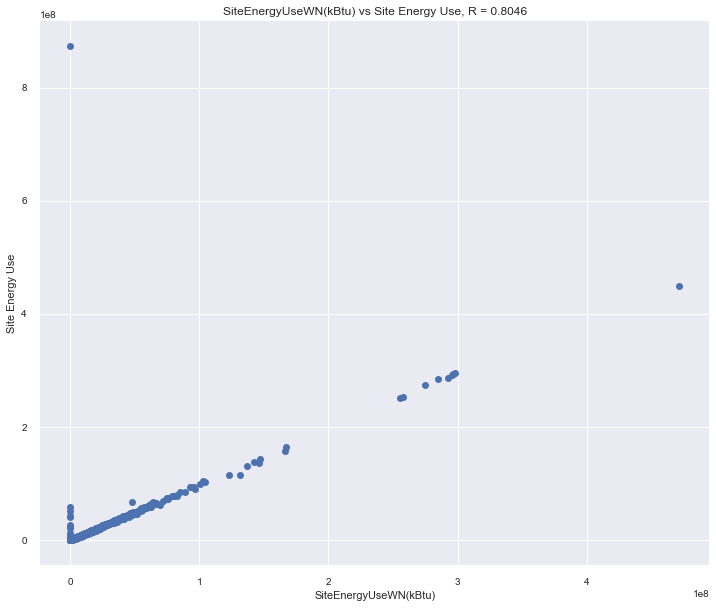 SiteEnergyUseWN(kBtu) vs Site Energy Use, R = 0.8046
1e8
8
6
4
2
0
Site Energy Use
0 1 2 3 4
1e8
SiteEnergyUseWN(kBtu)